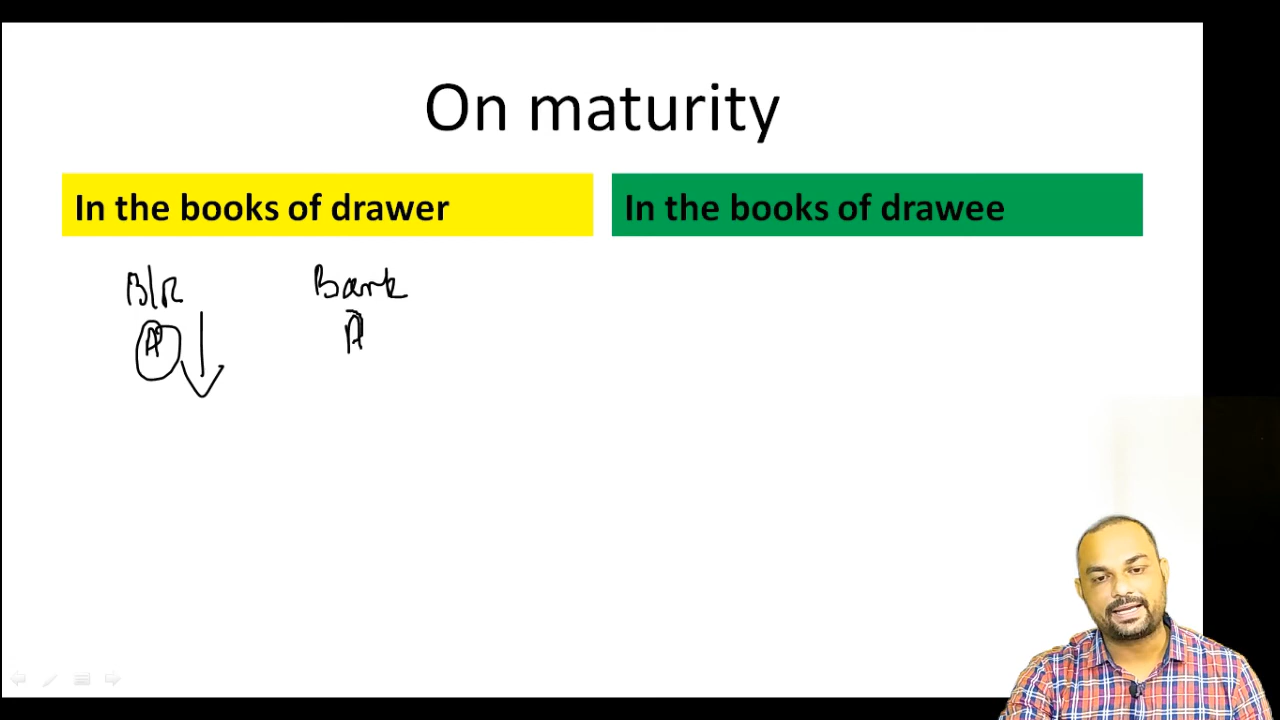 On maturity
In the books of drawer
In the books of drawee
B/R Bank
A A